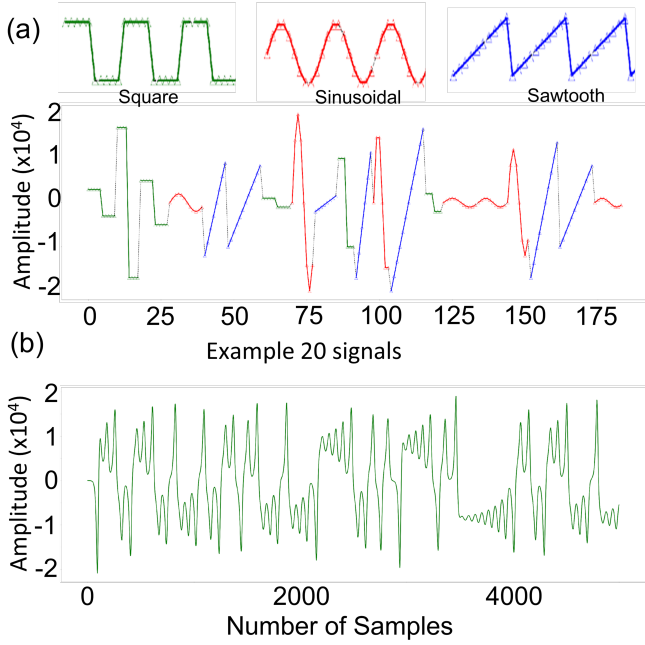 (a)
Square Sinusoidal Sawtooth
Amplitude (x10⁴)
2
1
0
-1
-2
0 25 50 75 100 125 150 175
Example 20 signals
(b)
Amplitude (x10⁴)
2
1
0
-1
-2
0 2000 4000
Number of Samples